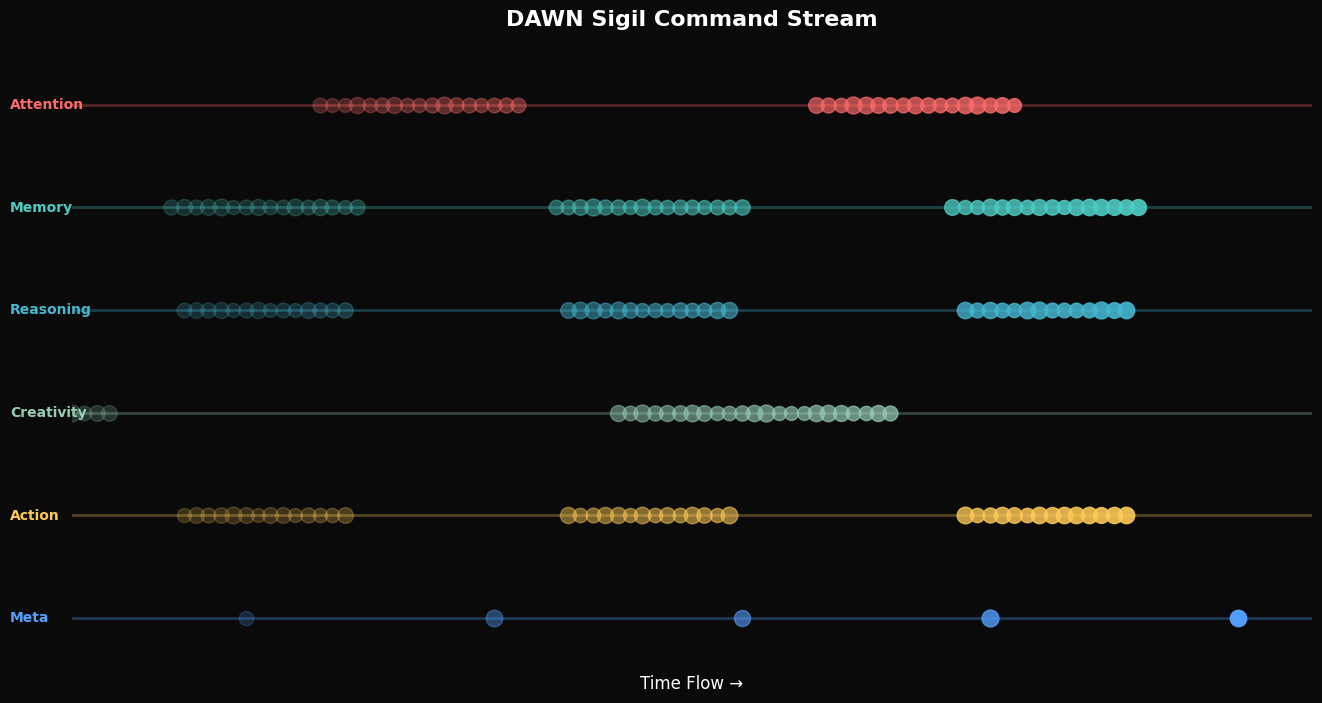 DAWN Sigil Command Stream
Attention
Memory
Reasoning
Creativity
Action
Meta
Time Flow →